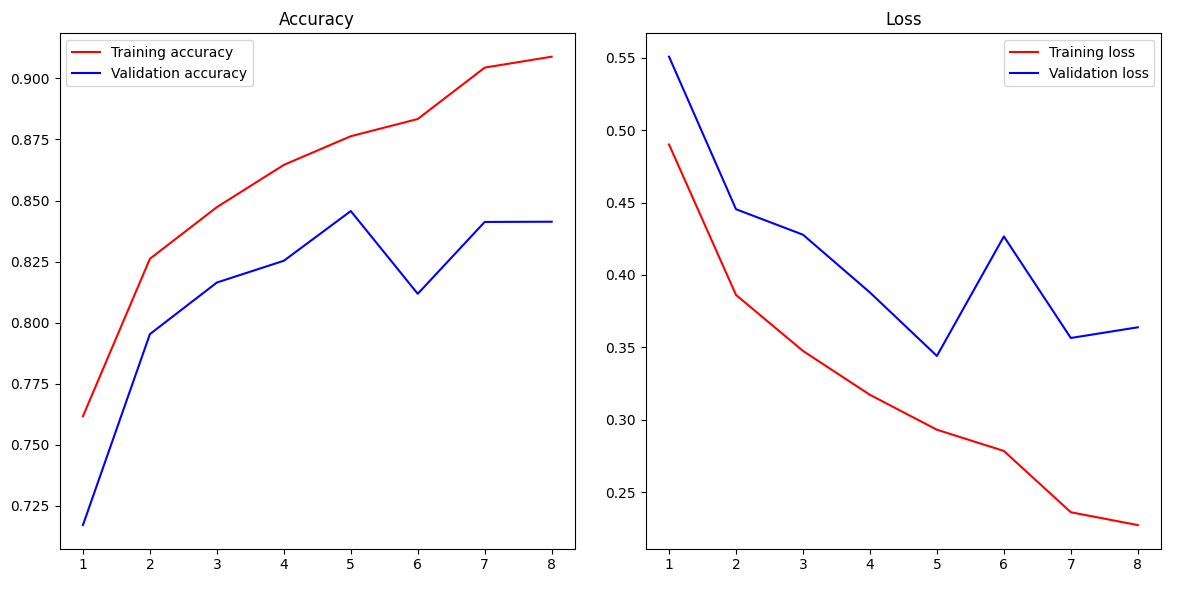 Accuracy
Training accuracy
Validation accuracy
0.900
0.875
0.850
0.825
0.800
0.775
0.750
0.725
1 2 3 4 5 6 7 8
Loss
Training loss
Validation loss
0.55
0.50
0.45
0.40
0.35
0.30
0.25
1 2 3 4 5 6 7 8